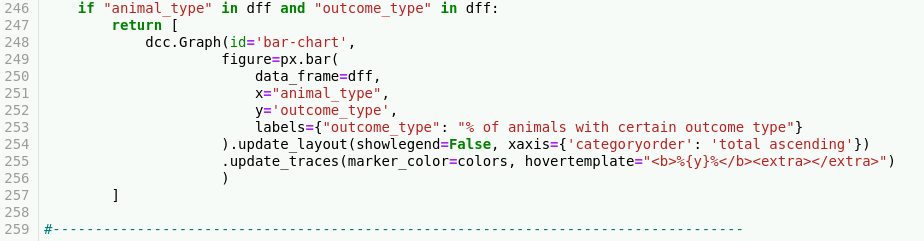 246     if "animal_type" in dff and "outcome_type" in dff:
247         return [
248             dcc.Graph(id='bar-chart',
249                       figure=px.bar(
250                           data_frame=dff,
251                           x="animal_type",
252                           y='outcome_type',
253                           labels={"outcome_type": "% of animals with certain outcome type"}
254                       ).update_layout(showlegend=False, xaxis={'categoryorder': 'total ascending'})
255                       .update_traces(marker_color=colors, hovertemplate="<b>%{y}%</b><extra></extra>")
256                       )
257         ]
258
259 #----------------------------------------------------------------------------------